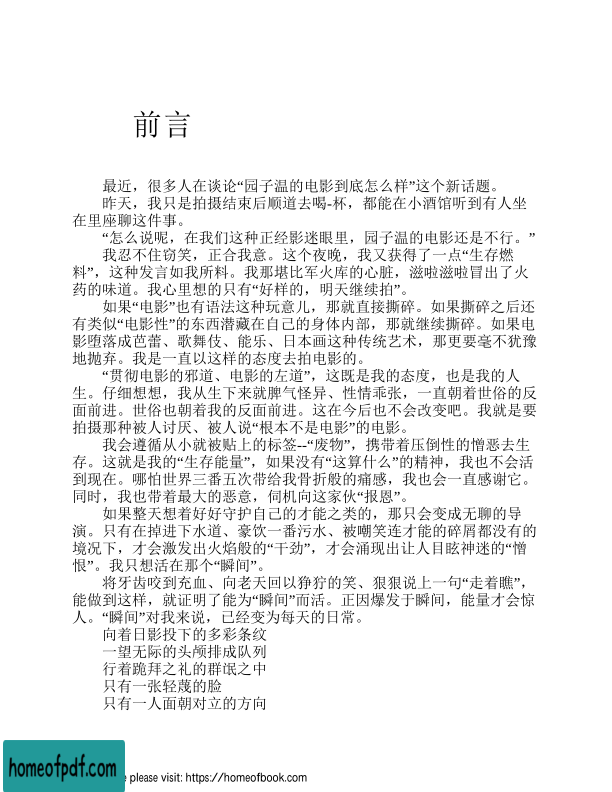 前言
最近，很多人在谈论“园子温的电影到底怎么样”这个新话题。
昨天，我只是拍摄结束后顺道去喝-杯，都能在小酒馆听到有人坐
在里座聊这件事。
“怎么说呢，在我们这种正经影迷眼里，园子温的电影还是不行。”
我忍不住窃笑，正合我意。这个夜晚，我又获得了一点“生存燃
料”，这种发言如我所料。我那堪比军火库的心脏，滋啦滋啦冒出了火
药的味道。我心里想的只有“好样的，明天继续拍”。
如果“电影”也有语法这种玩意儿，那就直接撕碎。如果撕碎之后还
有类似“电影性”的东西潜藏在自己的身体内部，那就继续撕碎。如果电
影堕落成芭蕾、歌舞伎、能乐、日本画这种传统艺术，那更要毫不犹豫
地抛弃。我是一直以这样的态度去拍电影的。
“贯彻电影的邪道、电影的左道”，这既是我的态度，也是我的人
生。仔细想想，我从生下来就脾气怪异、性情乖张，一直朝着世俗的反
面前进。世俗也朝着我的反面前进。这在今后也不会改变吧。我就是要
拍摄那种被人讨厌、被人说“根本不是电影”的电影。
我会遵循从小就被贴上的标签--“废物”，携带着压倒性的憎恶去生
存。这就是我的“生存能量”，如果没有“这算什么”的精神，我也不会活
到现在。哪怕世界三番五次带给我骨折般的痛感，我也会一直感谢它。
同时，我也带着最大的恶意，伺机向这家伙“报恩”。
如果整天想着好好守护自己的才能之类的，那只会变成无聊的导
演。只有在掉进下水道、豪饮一番污水、被嘲笑连才能的碎屑都没有的
境况下，才会激发出火焰般的“干劲”，才会涌现出让人目眩神迷的“憎
恨”。我只想活在那个“瞬间”。
将牙齿咬到充血、向老天回以狰狞的笑、狠狠说上一句“走着瞧”，
能做到这样，就证明了能为“瞬间”而活。正因爆发于瞬间，能量才会惊
人。“瞬间”对我来说，已经变为每天的日常。
向着日影投下的多彩条纹
一望无际的头颅排成队列
行着跪拜之礼的群氓之中
只有一张轻蔑的脸
只有一人面朝对立的方向
homeofpdf.com
e please visit: https://homeofbook.com